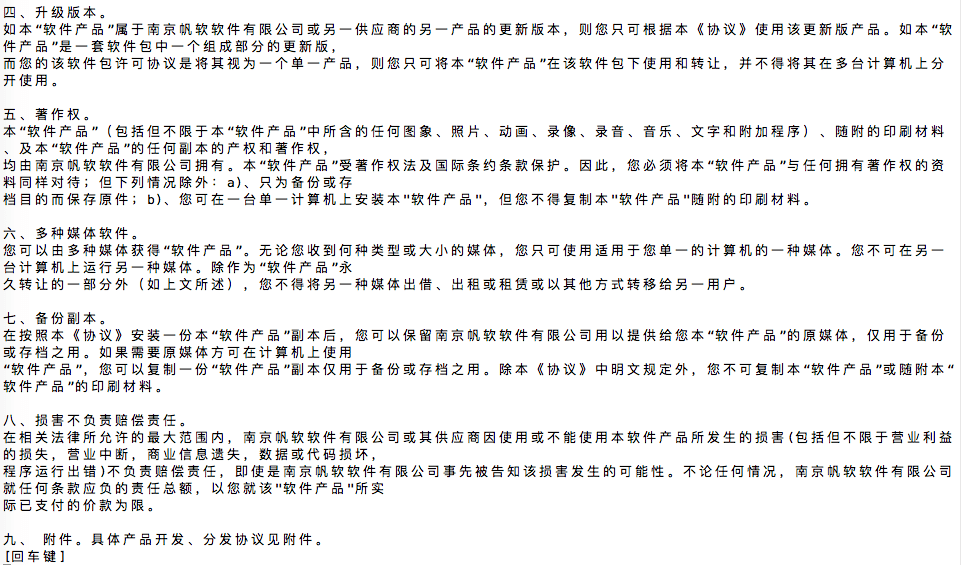 四、升级版本。
如本“软件产品”属于南京帆软软件有限公司或另一供应商的另一产品的更新版本，则您只可根据本《协议》使用该更新版产品。如本“软
件产品”是一套软件包中一个组成部分的更新版，
而您的该软件包许可协议是将其视为一个单一产品，则您只可将本“软件产品”在该软件包下使用和转让，并不得将其在多台计算机上分
开使用。
五、著作权。
本“软件产品”（包括但不限于本“软件产品”中所含的任何图象、照片、动画、录像、录音、音乐、文字和附加程序）、随附的印刷材料
、及本“软件产品”的任何副本的产权和著作权，
均由南京帆软软件有限公司拥有。本“软件产品”受著作权法及国际条约条款保护。因此，您必须将本“软件产品”与任何拥有著作权的资
料同样对待；但下列情况除外：a)、只为备份或存
档目的而保存原件；b)、您可在一台单一计算机上安装本"软件产品"，但您不得复制本"软件产品"随附的印刷材料。
六、多种媒体软件。
您可以由多种媒体获得“软件产品”。无论您收到何种类型或大小的媒体，您只可使用适用于您单一的计算机的一种媒体。您不可在另一
台计算机上运行另一种媒体。除作为“软件产品”永
久转让的一部分外（如上文所述），您不得将另一种媒体出借、出租或租赁或以其他方式转移给另一用户。
七、备份副本。
在按照本《协议》安装一份本“软件产品”副本后，您可以保留南京帆软软件有限公司用以提供给您本“软件产品”的原媒体，仅用于备份
或存档之用。如果需要原媒体方可在计算机上使用
“软件产品”，您可以复制一份“软件产品”副本仅用于备份或存档之用。除本《协议》中明文规定外，您不可复制本“软件产品”或随附本“
软件产品”的印刷材料。
八、损害不负责赔偿责任。
在相关法律所允许的最大范围内，南京帆软软件有限公司或其供应商因使用或不能使用本软件产品所发生的损害(包括但不限于营业利益
的损失，营业中断，商业信息遗失，数据或代码损坏，
程序运行出错)不负责赔偿责任，即使是南京帆软软件有限公司事先被告知该损害发生的可能性。不论任何情况，南京帆软软件有限公司
就任何条款应负的责任总额，以您就该"软件产品"所实
际已支付的价款为限。
九、 附件。具体产品开发、分发协议见附件。
[回车键]